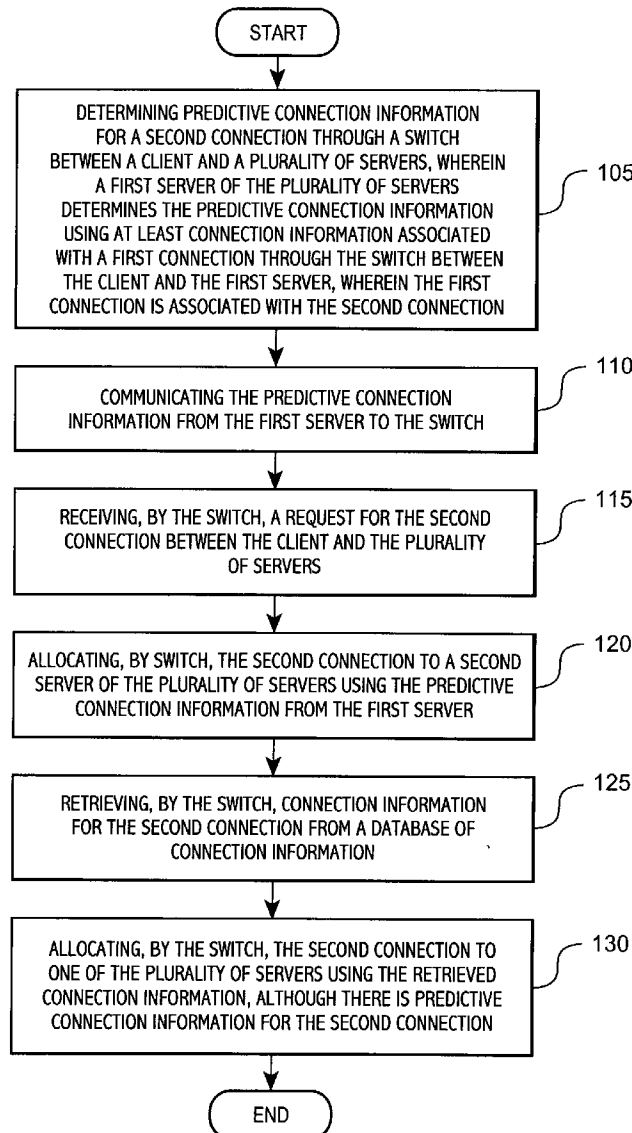 START
DETERMINING PREDICTIVE CONNECTION INFORMATION
FOR A SECOND CONNECTION THROUGH A SWITCH
BETWEEN A CLIENT AND A PLURALITY OF SERVERS, WHEREIN
A FIRST SERVER OF THE PLURALITY OF SERVERS
DETERMINES THE PREDICTIVE CONNECTION INFORMATION
USING AT LEAST CONNECTION INFORMATION ASSOCIATED
WITH A FIRST CONNECTION THROUGH THE SWITCH BETWEEN
THE CLIENT AND THE FIRST SERVER, WHEREIN THE FIRST
CONNECTION IS ASSOCIATED WITH THE SECOND CONNECTION
105
COMMUNICATING THE PREDICTIVE CONNECTION
INFORMATION FROM THE FIRST SERVER TO THE SWITCH
110
RECEIVING, BY THE SWITCH, A REQUEST FOR THE SECOND
CONNECTION BETWEEN THE CLIENT AND THE PLURALITY
OF SERVERS
115
ALLOCATING, BY SWITCH, THE SECOND CONNECTION TO A SECOND
SERVER OF THE PLURALITY OF SERVERS USING THE PREDICTIVE
CONNECTION INFORMATION FROM THE FIRST SERVER
120
RETRIEVING, BY THE SWITCH, CONNECTION INFORMATION
FOR THE SECOND CONNECTION FROM A DATABASE OF
CONNECTION INFORMATION
125
ALLOCATING, BY THE SWITCH, THE SECOND CONNECTION TO
ONE OF THE PLURALITY OF SERVERS USING THE RETRIEVED
CONNECTION INFORMATION, ALTHOUGH THERE IS PREDICTIVE
CONNECTION INFORMATION FOR THE SECOND CONNECTION
130
END